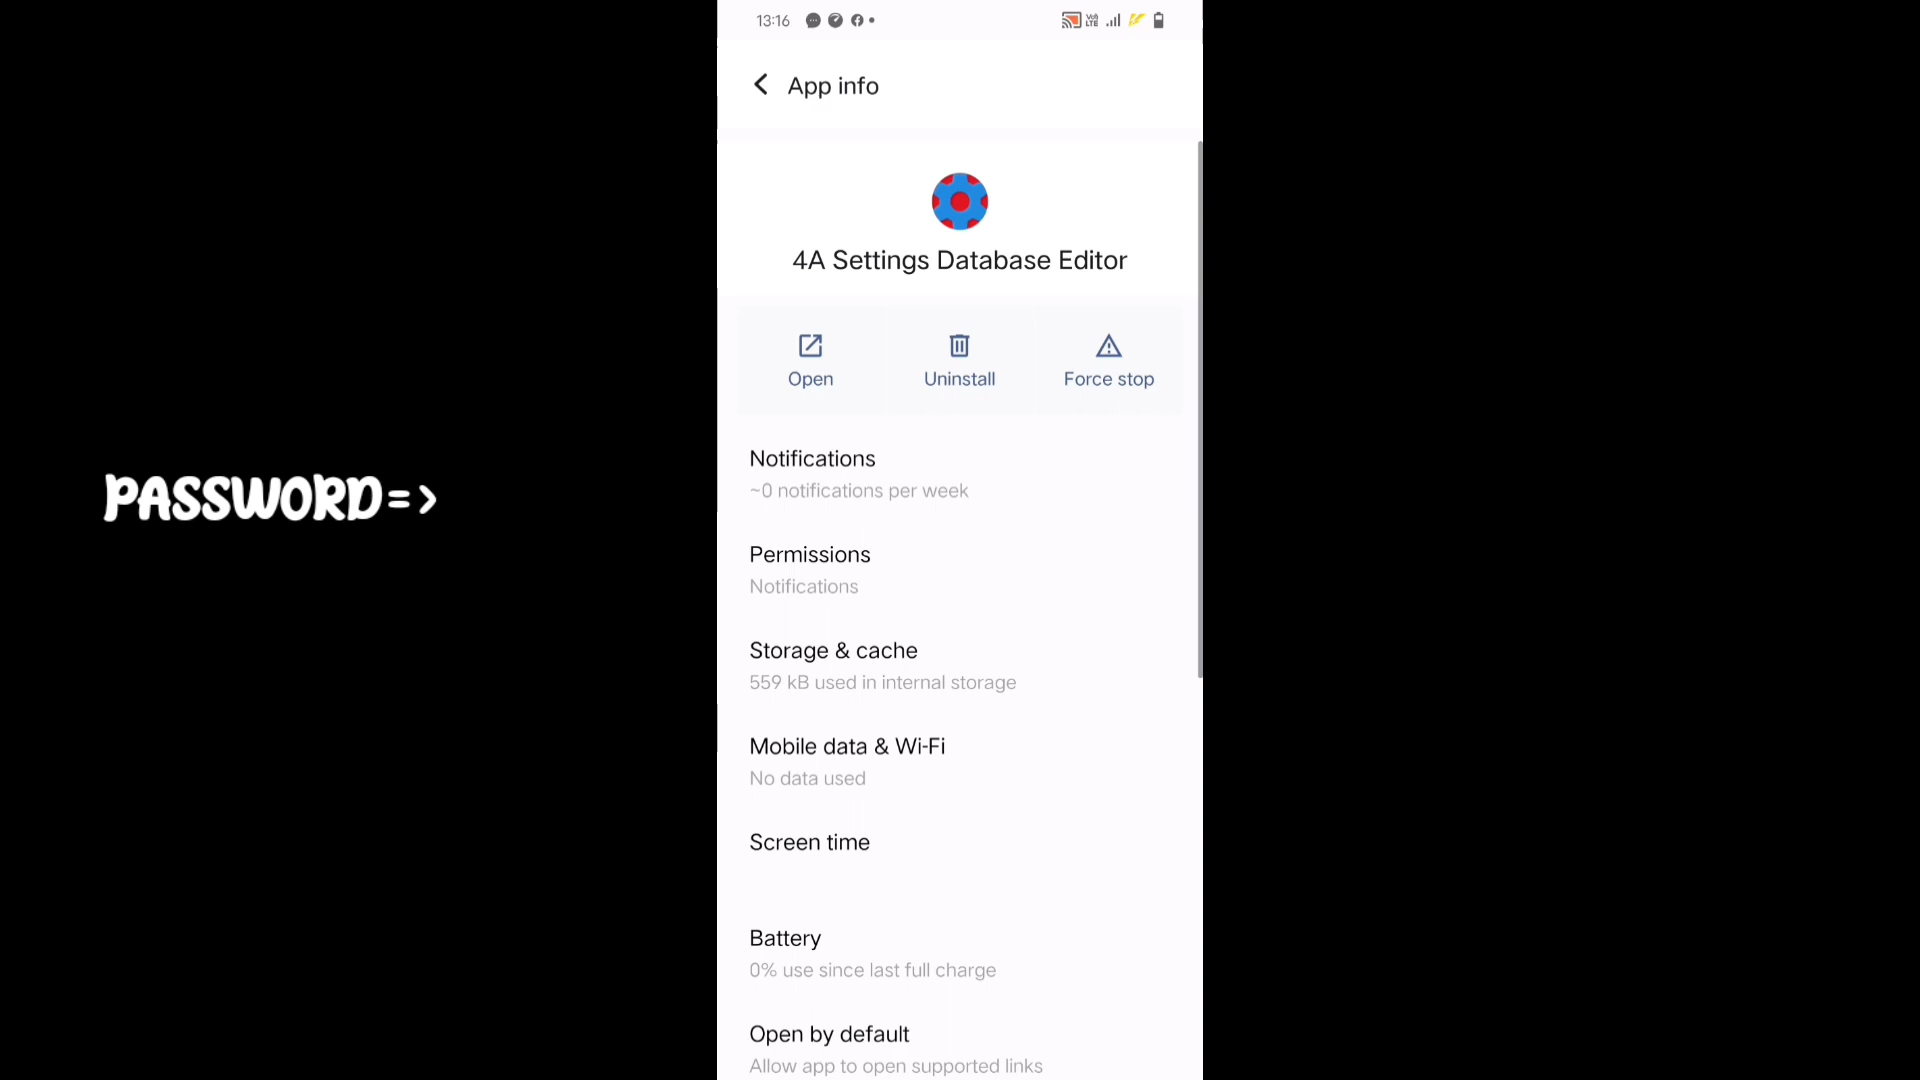 13:16
App info
4A Settings Database Editor
Open
Uninstall
Force stop
PASSWORD=>
Notifications
~0 notifications per week
Permissions
Notifications
Storage & cache
559 kB used in internal storage
Mobile data & Wi-Fi
No data used
Screen time
Battery
0% use since last full charge
Open by default
Allow app to open supported links